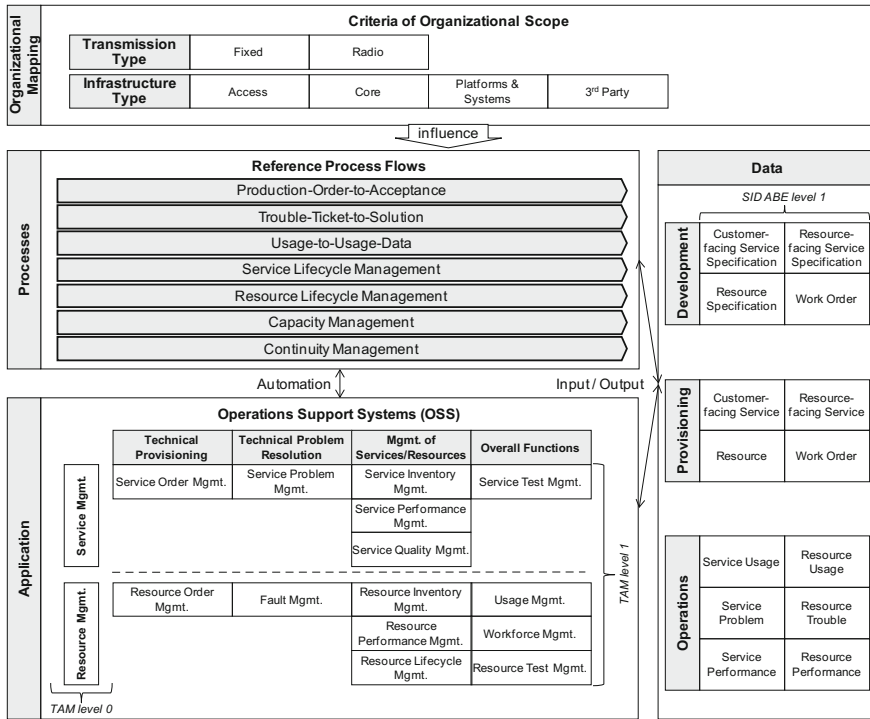 Organizational
Mapping
Criteria of Organizational Scope
Transmission
Type
Fixed
Radio
Infrastructure
Type
Access
Core
Platforms &
Systems
3rd Party
influence
Processes
Reference Process Flows
Production-Order-to-Acceptance
Trouble-Ticket-to-Solution
Usage-to-Usage-Data
Service Lifecycle Management
Resource Lifecycle Management
Capacity Management
Continuity Management
Automation
Input / Output
Application
Operations Support Systems (OSS)
Technical
Provisioning
Technical Problem
Resolution
Mgmt. of
Services/Resources
Overall Functions
Service Mgmt.
Service Order Mgmt.
Service Problem
Mgmt.
Service Inventory
Mgmt.
Service Test Mgmt.
Service Performance
Mgmt.
Service Quality Mgmt.
Resource Mgmt.
Resource Order
Mgmt.
Fault Mgmt.
Resource Inventory
Mgmt.
Usage Mgmt.
Resource
Performance Mgmt.
Workforce Mgmt.
Resource Lifecycle
Mgmt.
Resource Test Mgmt.
TAM level 1
TAM level 0
Data
SID ABE level 1
Development
Customer-
facing Service
Specification
Resource-
facing Service
Specification
Resource
Specification
Work Order
Provisioning
Customer-
facing Service
Resource-
facing Service
Resource
Work Order
Operations
Service Usage
Resource
Usage
Service
Problem
Resource
Trouble
Service
Performance
Resource
Performance